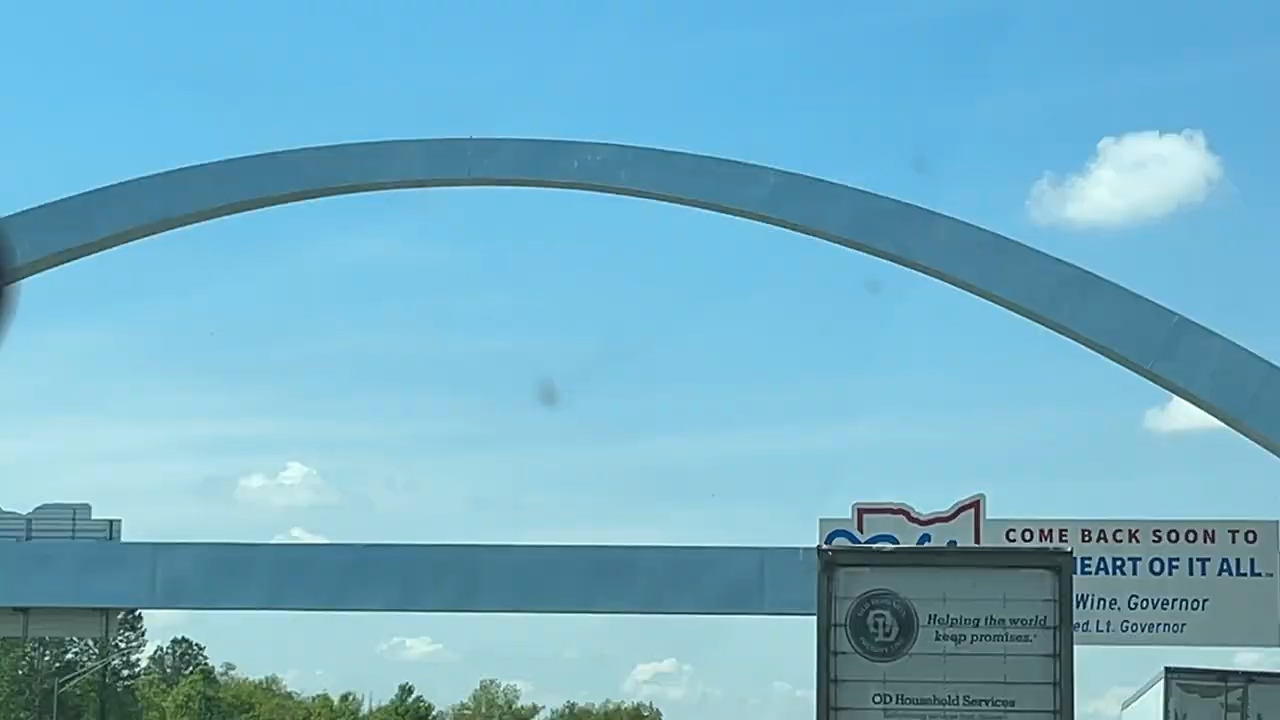 COME BACK SOON TO
HEART OF IT ALL
Wine, Governor
ed. Lt. Governor
Helping the world
keep promises.
OD Household Services